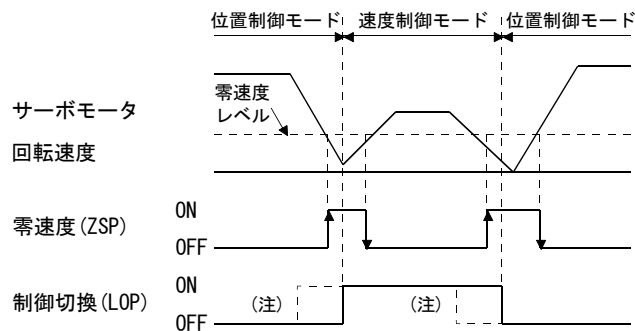 位置制御モード 速度制御モード 位置制御モード
零速度
レベル
サーボモータ
回転速度
零速度(ZSP)
ON
OFF
制御切換(LOP)
ON
OFF
(注) (注)